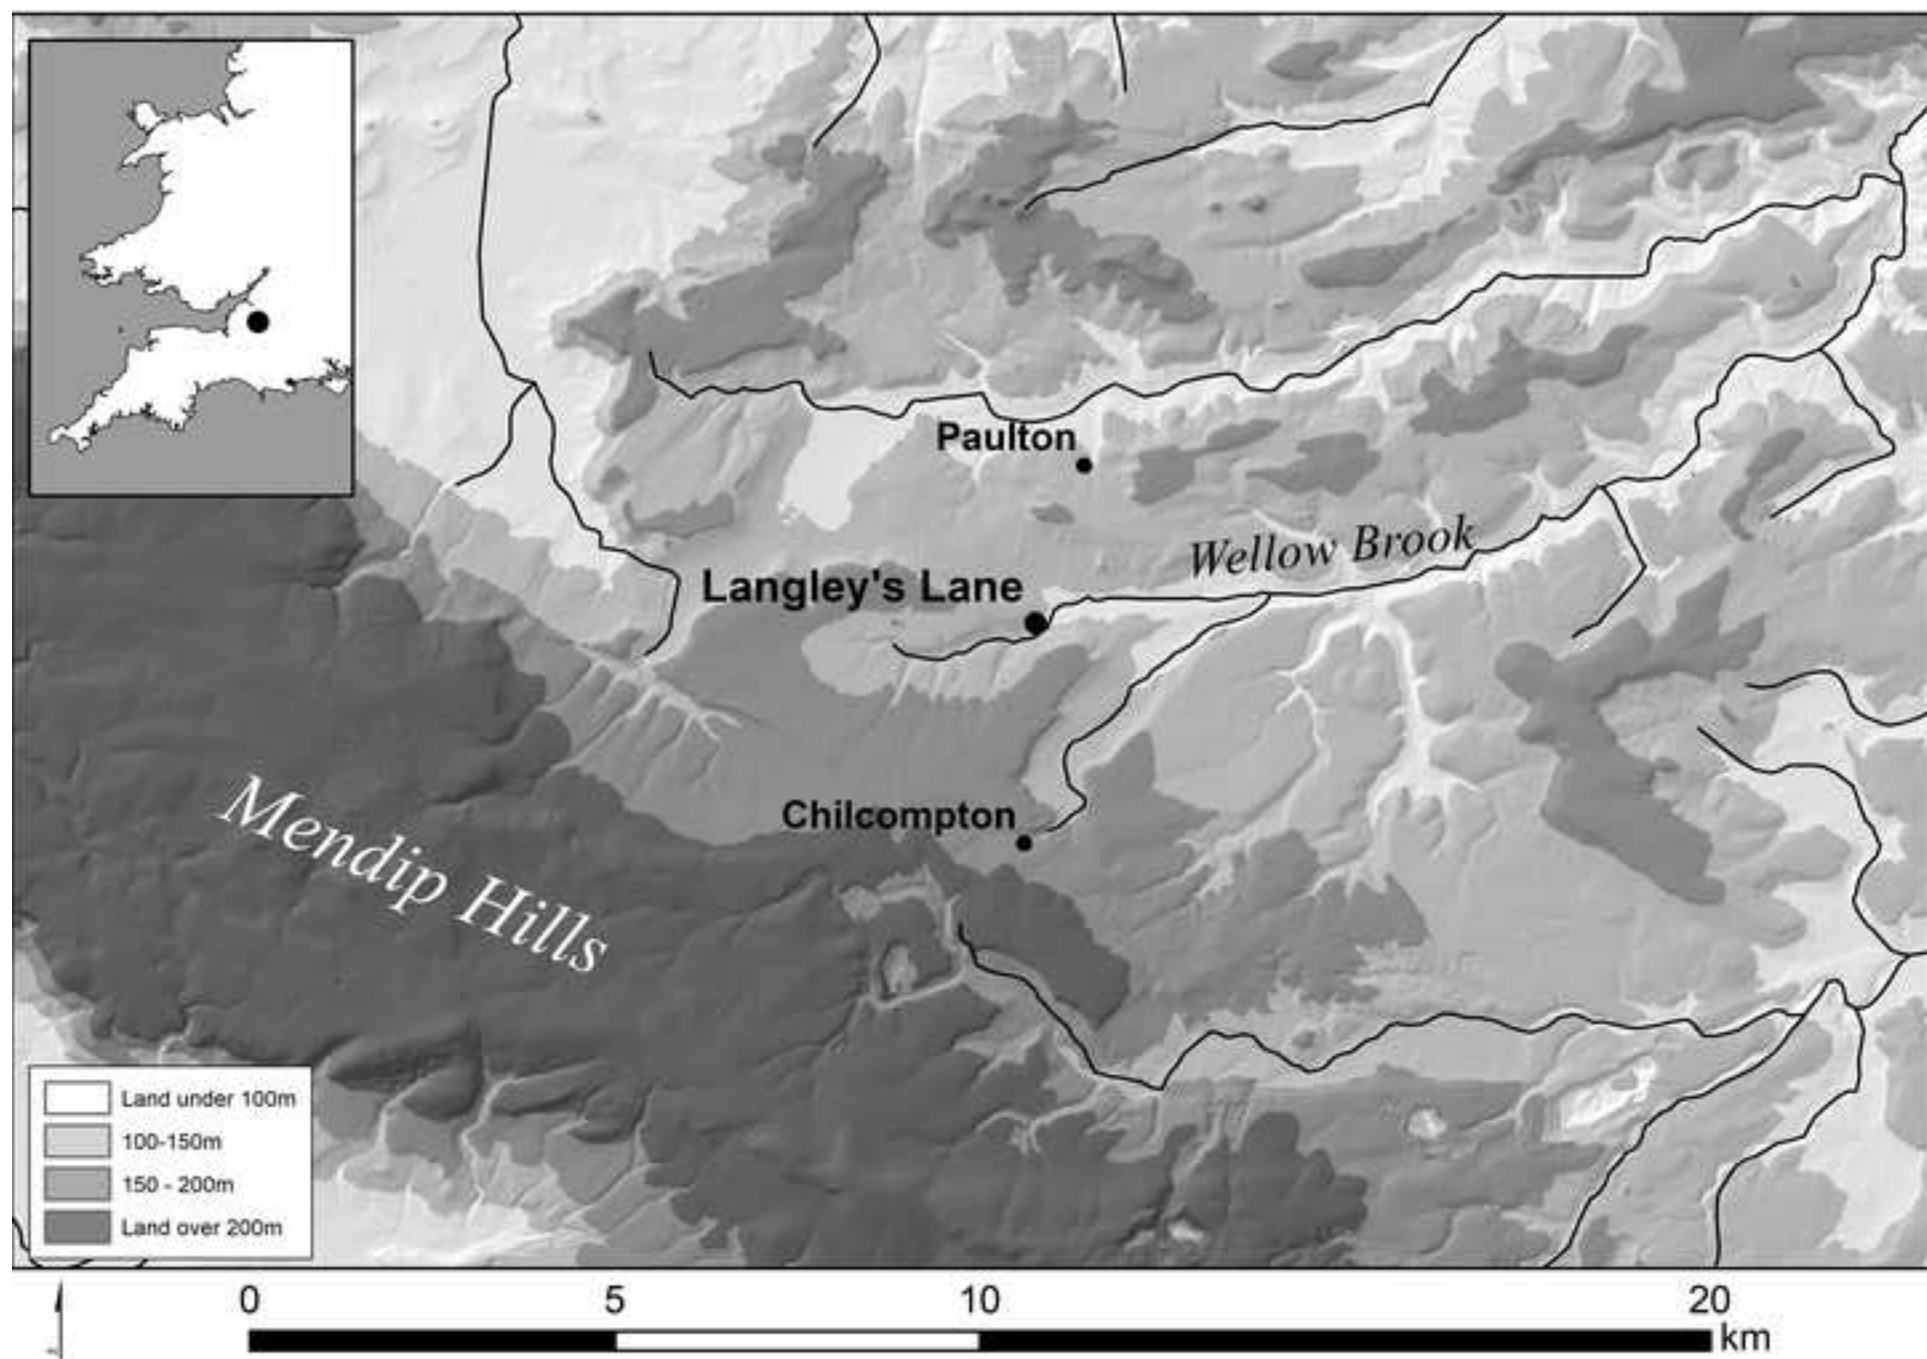 Paulton
Wellow Brook
Langley's Lane
Chilcompton
Mendip Hills
Land under 100m
100-150m
150 - 200m
Land over 200m
0 5 10 20
km